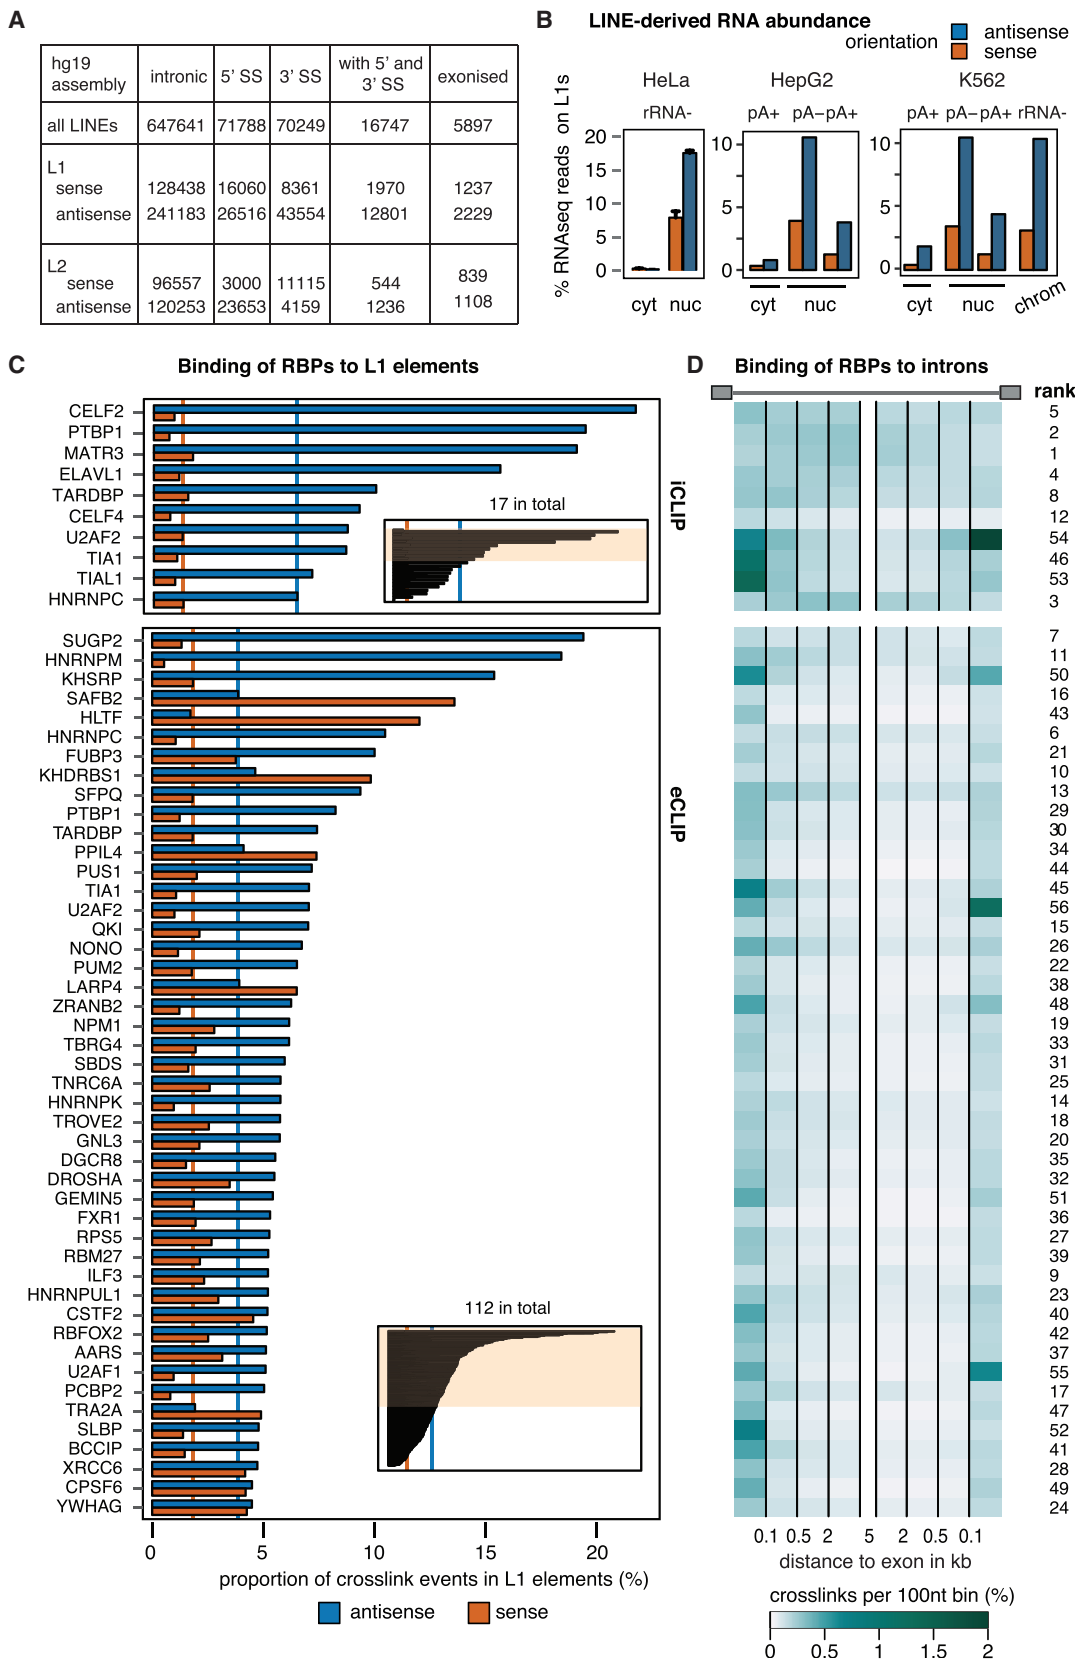 A
hg19 assembly	intronic	5' SS	3' SS	with 5' and 3' SS	exonised
all LINEs	647641	71788	70249	16747	5897
L1
sense	128438	16060	8361	1970	1237
antisense	241183	26516	43554	12801	2229
L2
sense	96557	3000	11115	544	839
antisense	120253	23653	4159	1236	1108
B
LINE-derived RNA abundance
orientation
antisense
sense
HeLa	HepG2	K562
rRNA-	pA+ pA− pA+	pA+ pA− pA+ rRNA-
% RNAseq reads on L1s
20
15
10
5
0
10
5
0
10
5
0
cyt nuc	cyt nuc	cyt nuc chrom
C
Binding of RBPs to L1 elements
CELF2
PTBP1
MATR3
ELAVL1
TARDBP
CELF4
U2AF2
TIA1
TIAL1
HNRNPC
17 in total
iCLIP
SUGP2
HNRNPM
KHSRP
SAFB2
HLTF
HNRNPC
FUBP3
KHDRBS1
SFPQ
PTBP1
TARDBP
PPIL4
PUS1
TIA1
U2AF2
QKI
NONO
PUM2
LARP4
ZRANB2
NPM1
TBRG4
SBDS
TNRC6A
HNRNPK
TROVE2
GNL3
DGCR8
DROSHA
GEMIN5
FXR1
RPS5
RBM27
ILF3
HNRNPUL1
CSTF2
RBFOX2
AARS
U2AF1
PCBP2
TRA2A
SLBP
BCCIP
XRCC6
CPSF6
YWHAG
eCLIP
112 in total
0 5 10 15 20
proportion of crosslink events in L1 elements (%)
antisense sense
D
Binding of RBPs to introns
rank
5
2
1
4
8
12
54
46
53
3
7
11
50
16
43
6
21
10
13
29
30
34
44
45
56
15
26
22
38
48
19
33
31
25
14
18
20
35
32
51
36
27
39
9
23
40
42
37
55
17
47
52
41
28
49
24
0.1 0.5 2 5 2 0.5 0.1
distance to exon in kb
crosslinks per 100nt bin (%)
0 0.5 1 1.5 2